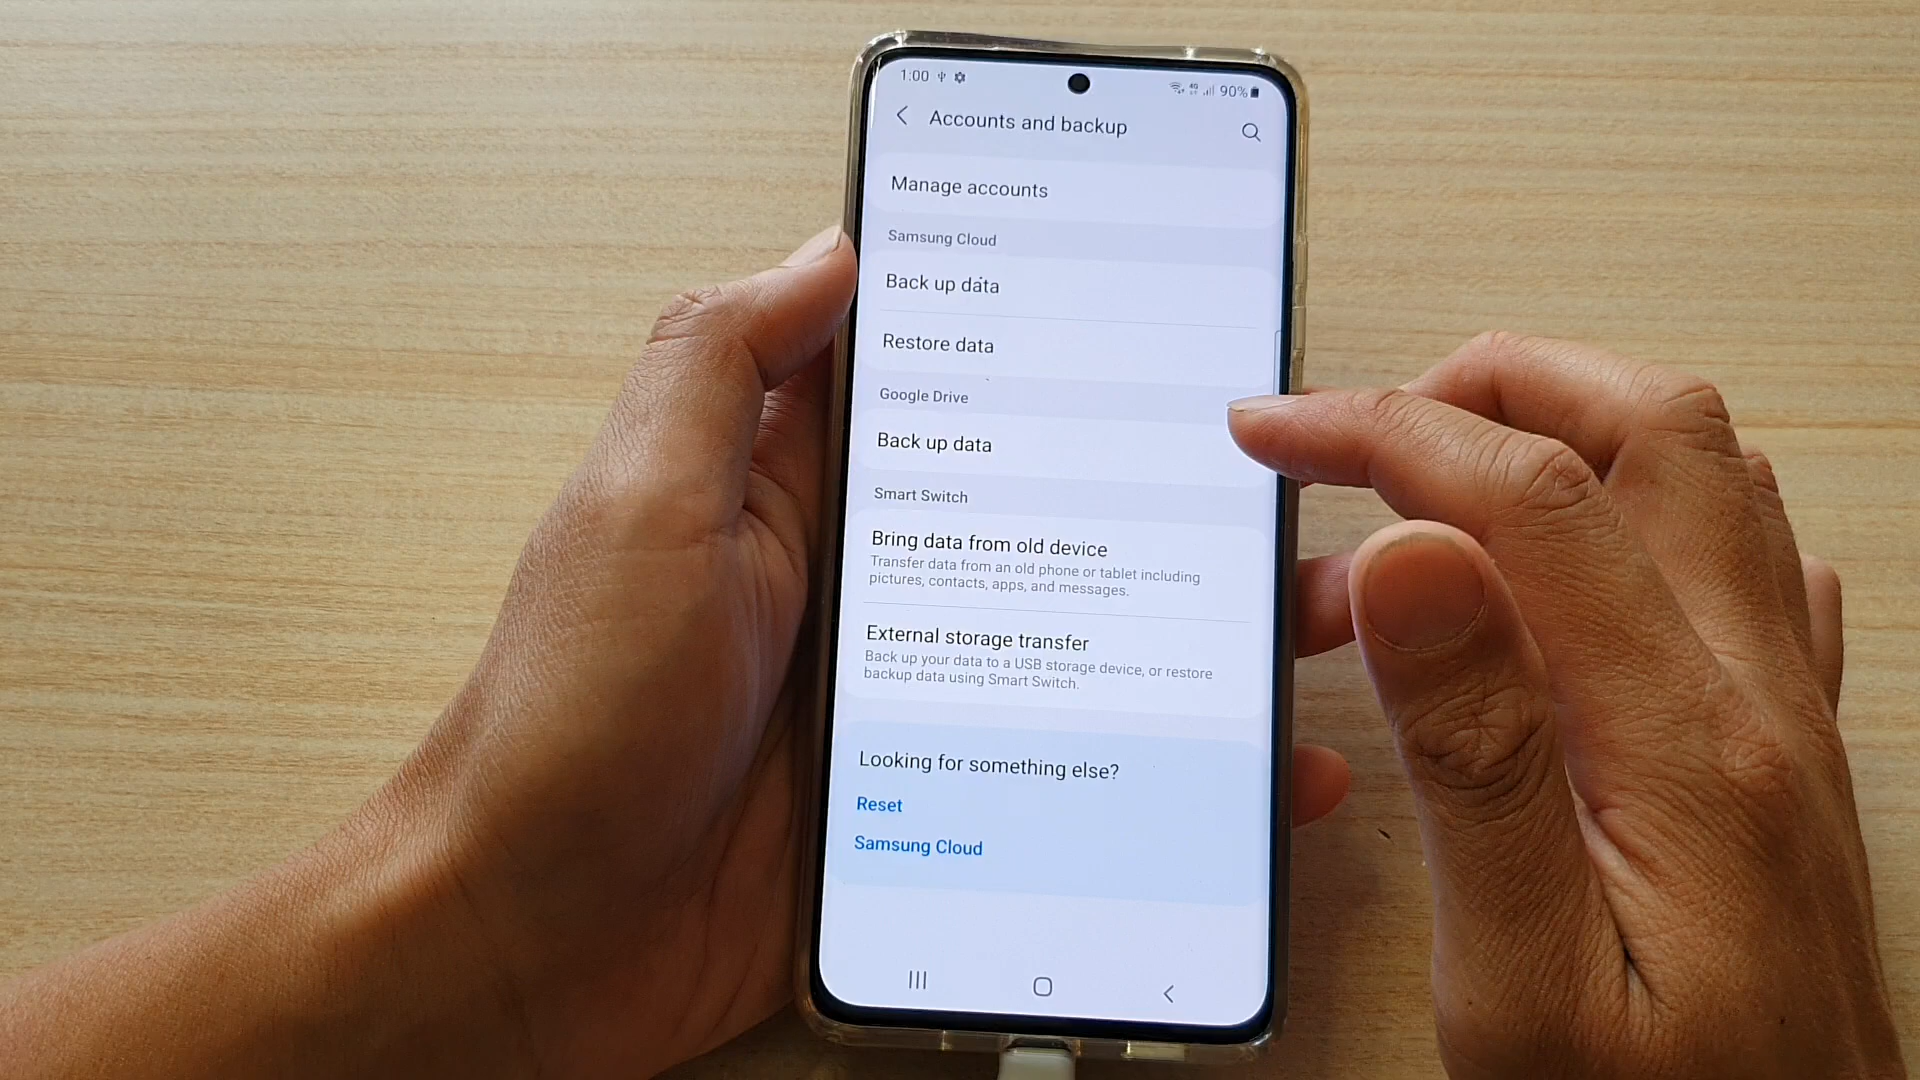 1:00
90%
Accounts and backup
Manage accounts
Samsung Cloud
Back up data
Restore data
Google Drive
Back up data
Smart Switch
Bring data from old device
Transfer data from an old phone or tablet including
pictures, contacts, apps, and messages.
External storage transfer
Back up your data to a USB storage device, or restore
backup data using Smart Switch.
Looking for something else?
Reset
Samsung Cloud